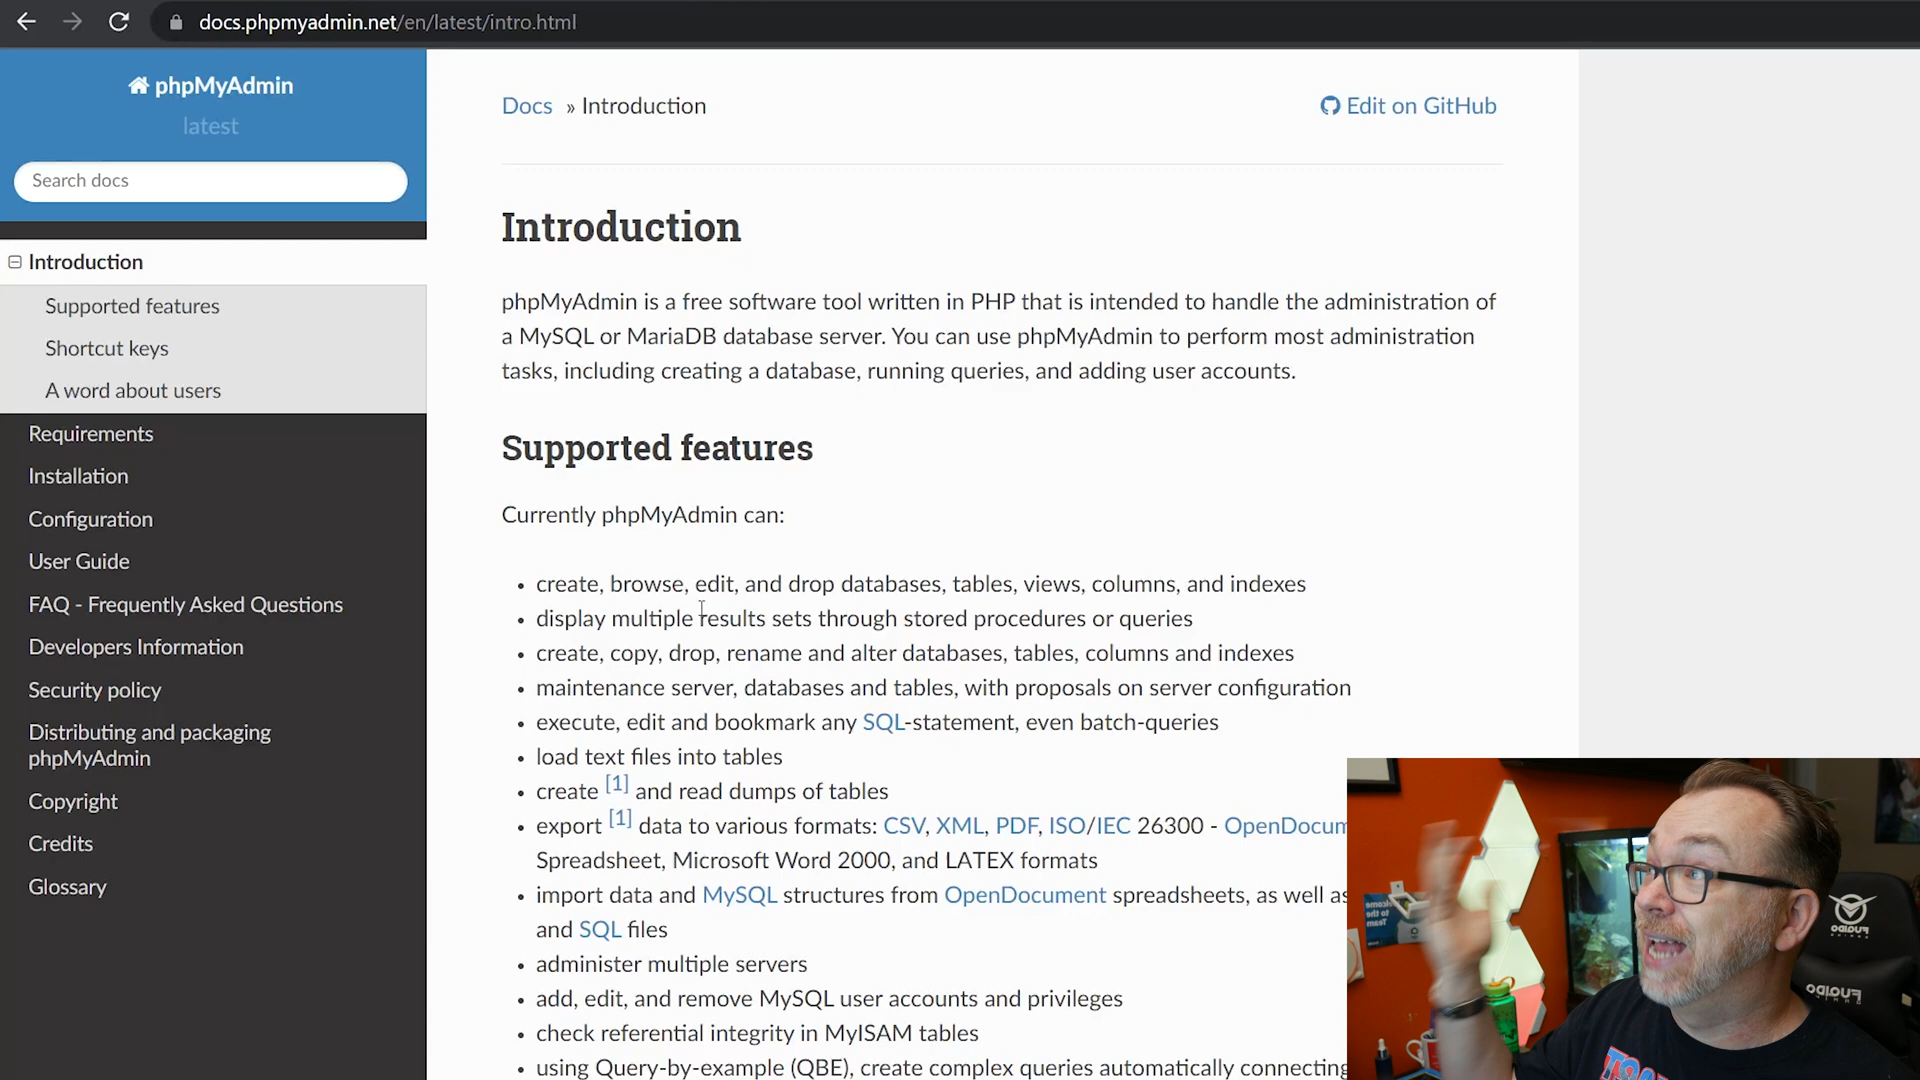 docs.phpmyadmin.net/en/latest/intro.html
phpMyAdmin
latest
Search docs
Introduction
Supported features
Shortcut keys
A word about users
Requirements
Installation
Configuration
User Guide
FAQ - Frequently Asked Questions
Developers Information
Security policy
Distributing and packaging
phpMyAdmin
Copyright
Credits
Glossary
Docs » Introduction
Edit on GitHub
Introduction
phpMyAdmin is a free software tool written in PHP that is intended to handle the administration of
a MySQL or MariaDB database server. You can use phpMyAdmin to perform most administration
tasks, including creating a database, running queries, and adding user accounts.
Supported features
Currently phpMyAdmin can:
• create, browse, edit, and drop databases, tables, views, columns, and indexes
• display multiple results sets through stored procedures or queries
• create, copy, drop, rename and alter databases, tables, columns and indexes
• maintenance server, databases and tables, with proposals on server configuration
• execute, edit and bookmark any SQL-statement, even batch-queries
• load text files into tables
• create [1] and read dumps of tables
• export [1] data to various formats: CSV, XML, PDF, ISO/IEC 26300 - OpenDocum
Spreadsheet, Microsoft Word 2000, and LATEX formats
• import data and MySQL structures from OpenDocument spreadsheets, as well as
and SQL files
• administer multiple servers
• add, edit, and remove MySQL user accounts and privileges
• check referential integrity in MyISAM tables
• using Query-by-example (QBE), create complex queries automatically connecting
Welcome
to the
Team